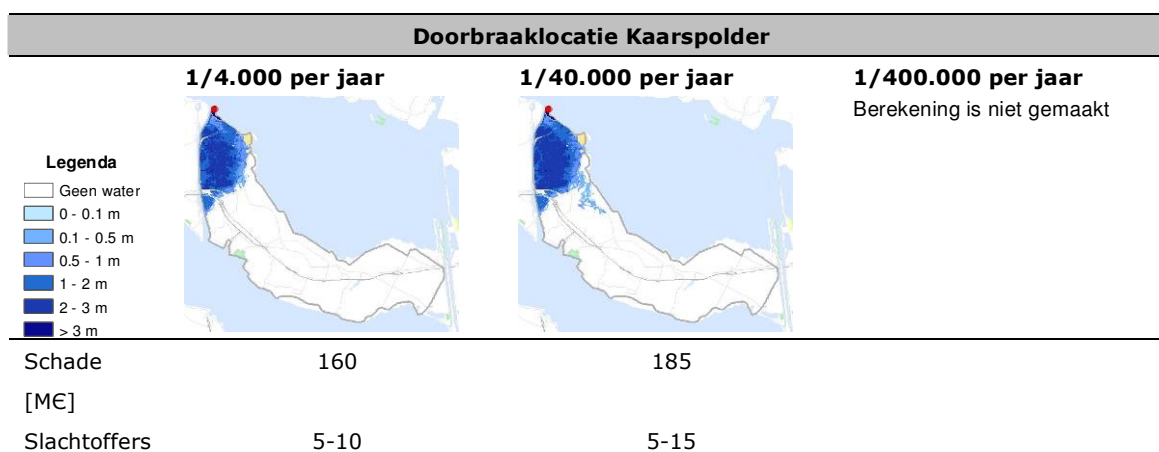 Doorbraaklocatie Kaarspolder
1/4.000 per jaar
1/40.000 per jaar
1/400.000 per jaar
Berekening is niet gemaakt
Legenda
Geen water
0 - 0.1 m
0.1 - 0.5 m
0.5 - 1 m
1 - 2 m
2 - 3 m
> 3 m
Schade 160 185
[M€]
Slachtoffers 5-10 5-15